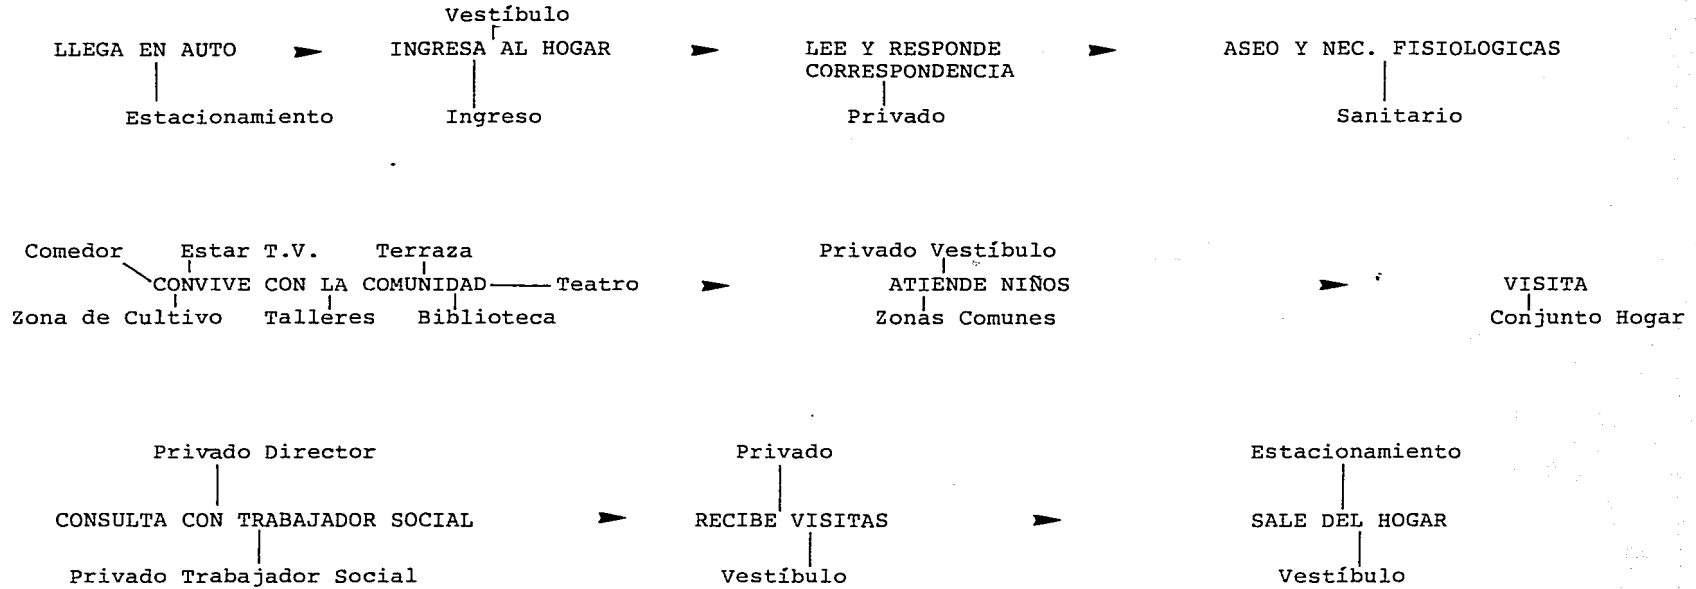 Vestíbulo
LLEGA EN AUTO ► INGRESA AL HOGAR ► LEE Y RESPONDE ► ASEO Y NEC. FISIOLOGICAS
CORRESPONDENCIA
Estacionamiento Ingreso Privado Sanitario
Comedor Estar T.V. Terraza Privado Vestíbulo
CONVIVE CON LA COMUNIDAD Teatro ► ATIENDE NIÑOS ► VISITA
Zona de Cultivo Talleres Biblioteca Zonas Comunes Conjunto Hogar
Privado Director Privado Estacionamiento
CONSULTA CON TRABAJADOR SOCIAL ► RECIBE VISITAS ► SALE DEL HOGAR
Privado Trabajador Social Vestíbulo Vestíbulo